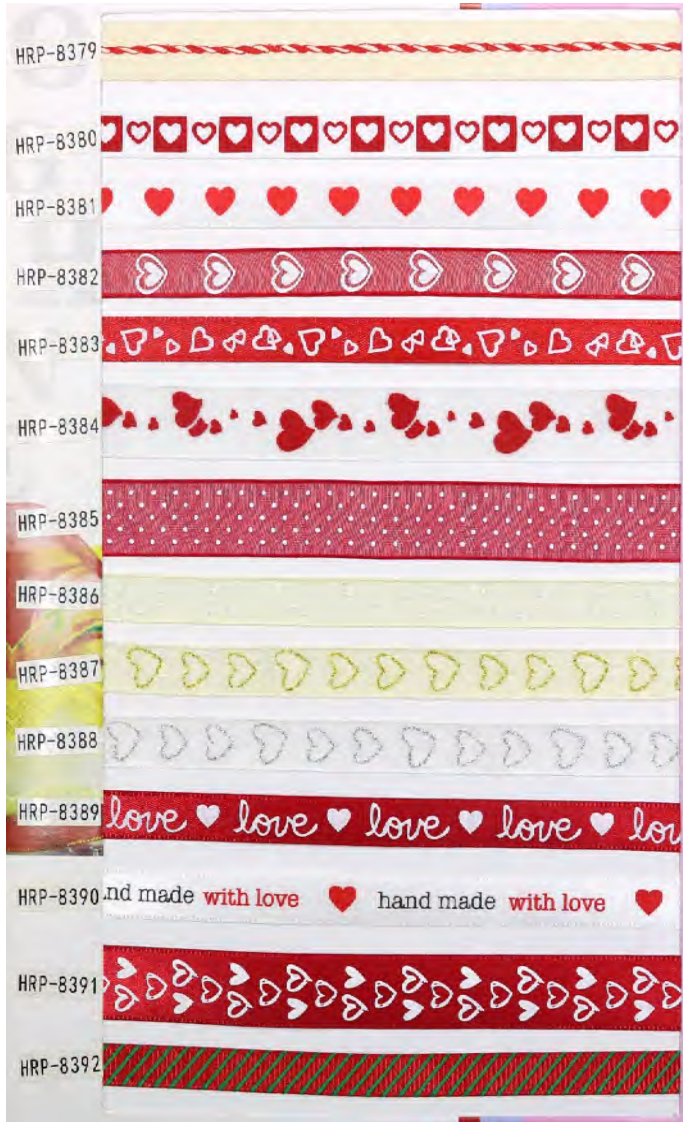 HRP-8379
HRP-8380
HRP-8381
HRP-8382
HRP-8383
HRP-8384
HRP-8385
HRP-8386
HRP-8387
HRP-8388
HRP-8389 love love love love lov
HRP-8390 nd made with love hand made with love
HRP-8391
HRP-8392